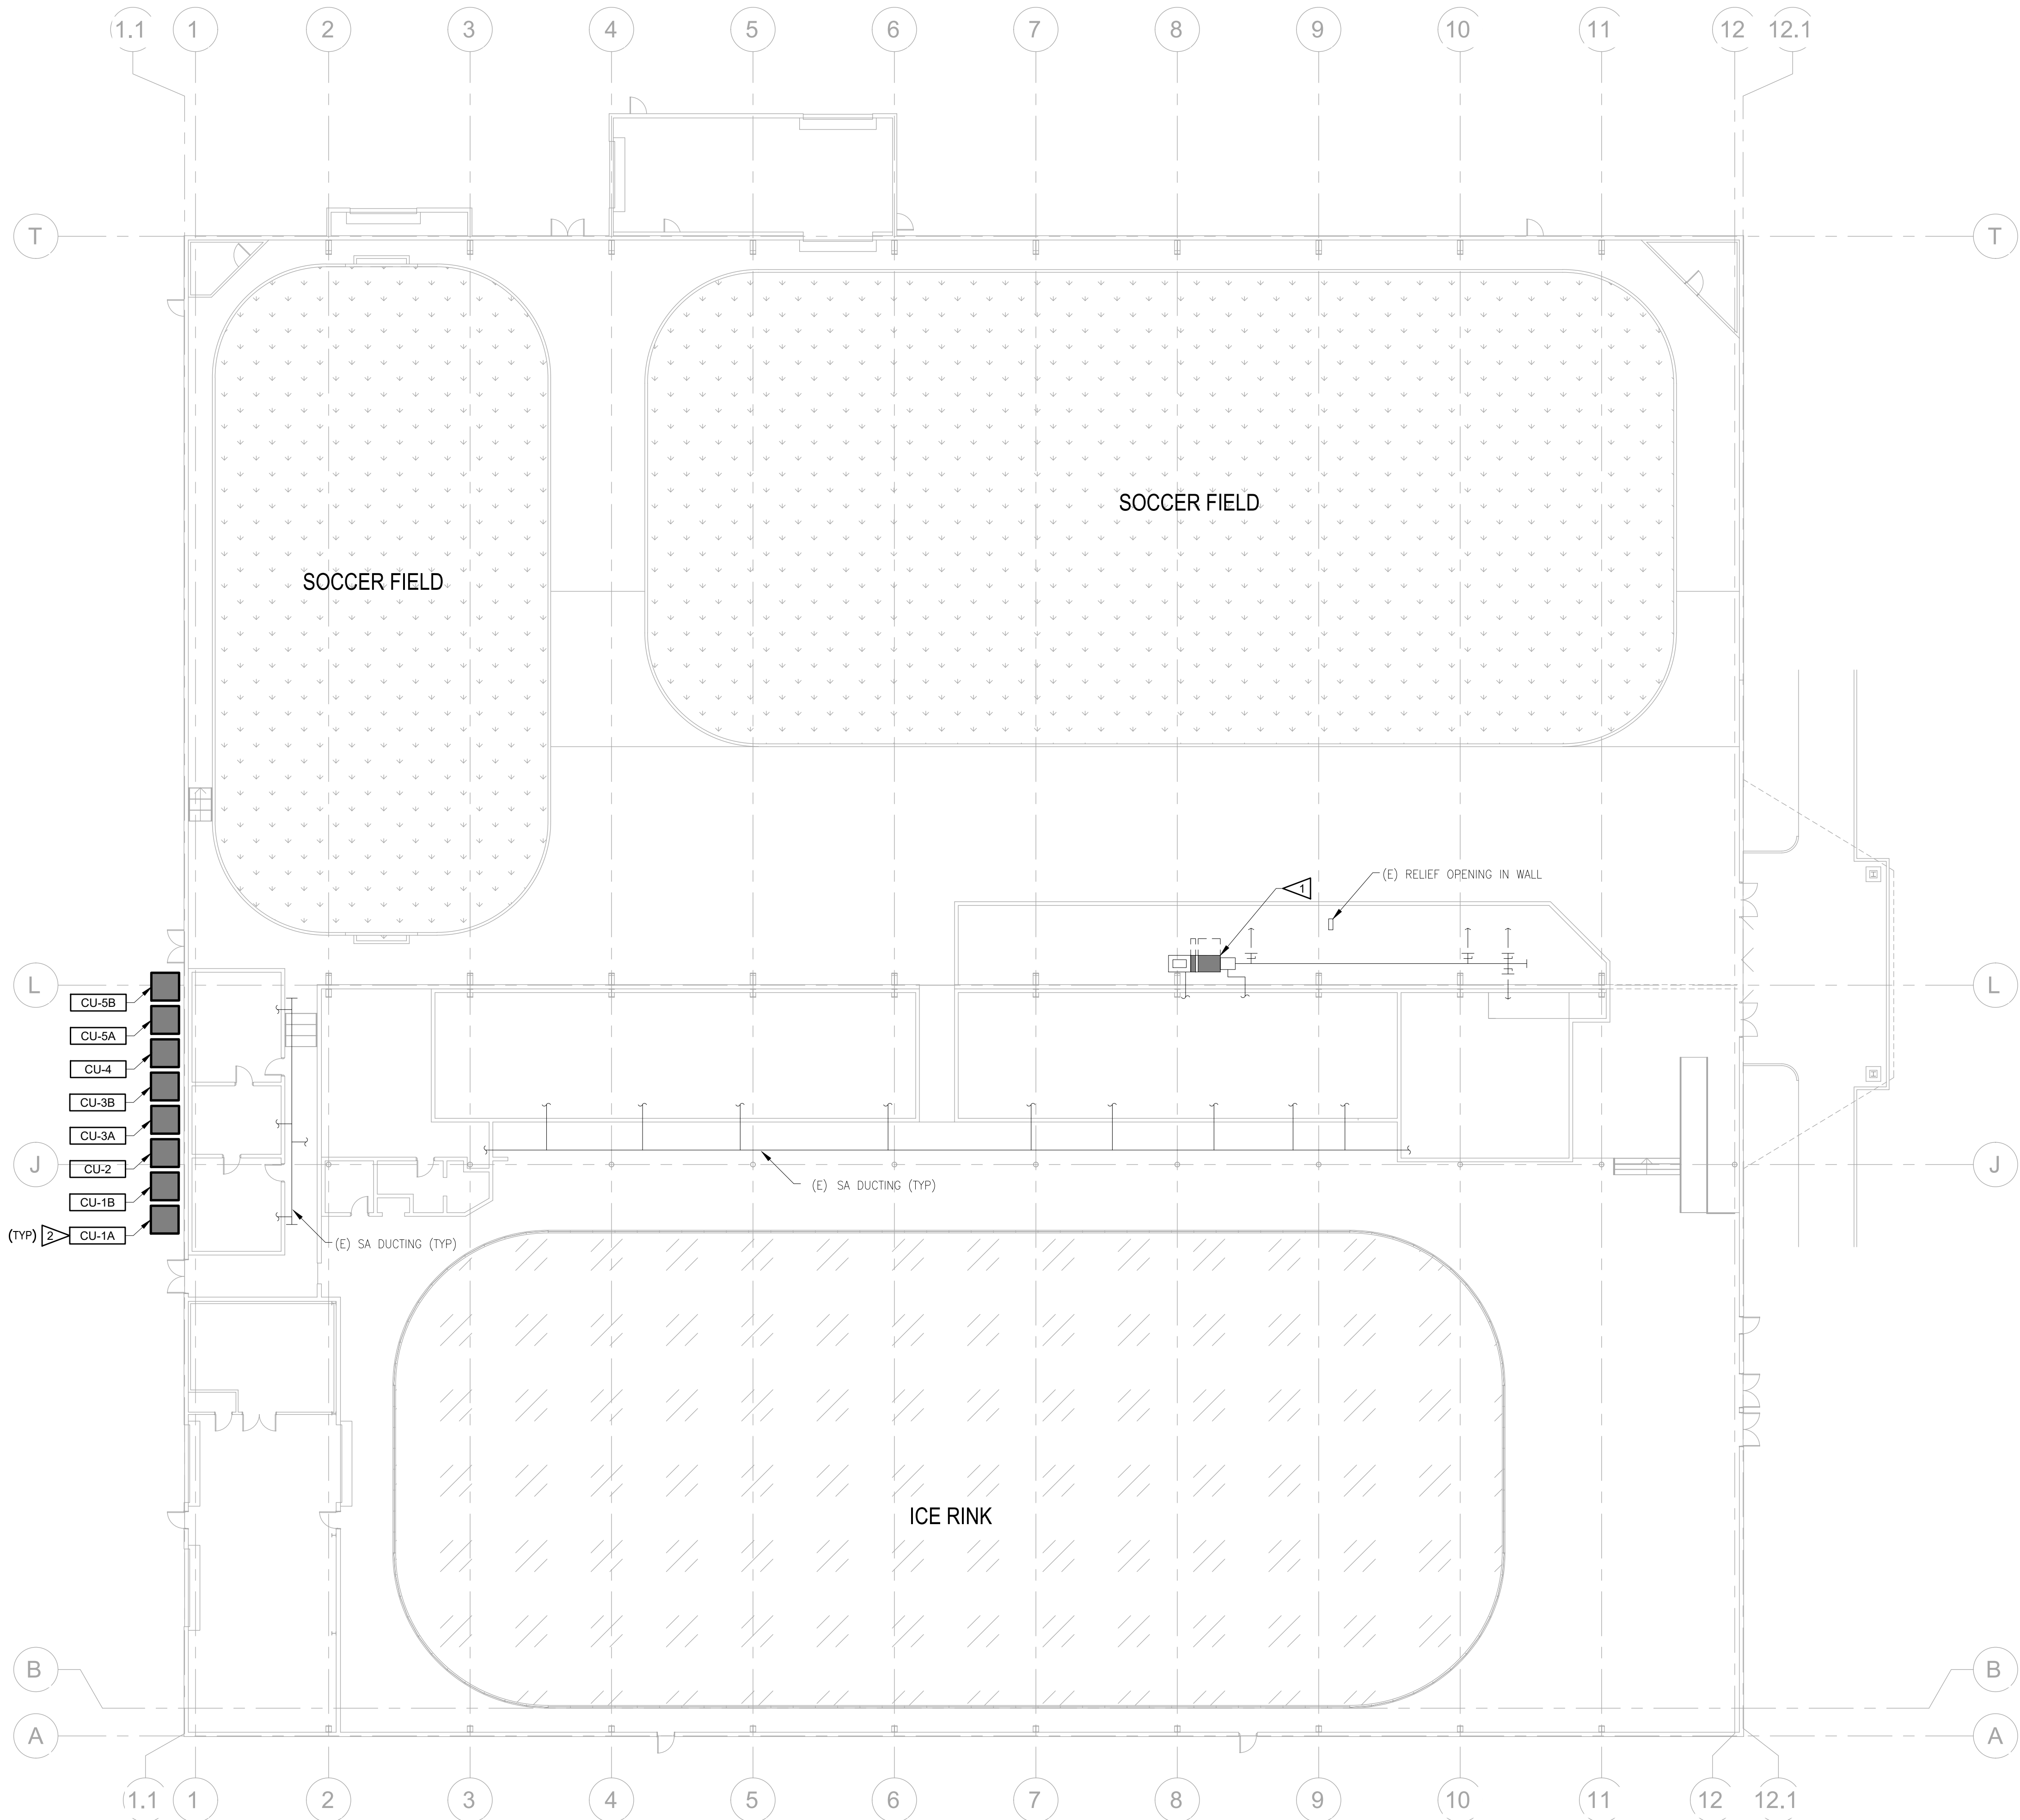 1.1 1 2 3 4 5 6 7 8 9 10 11 12 12.1
T T
SOCCER FIELD
SOCCER FIELD
(E) RELIEF OPENING IN WALL
1
L L
CU-5B
CU-5A
CU-4
CU-3B
CU-3A
J J
CU-2
(E) SA DUCTING (TYP)
CU-1B
(TYP) 2 CU-1A
(E) SA DUCTING (TYP)
ICE RINK
B B
A A
1.1 1 2 3 4 5 6 7 8 9 10 11 12 12.1